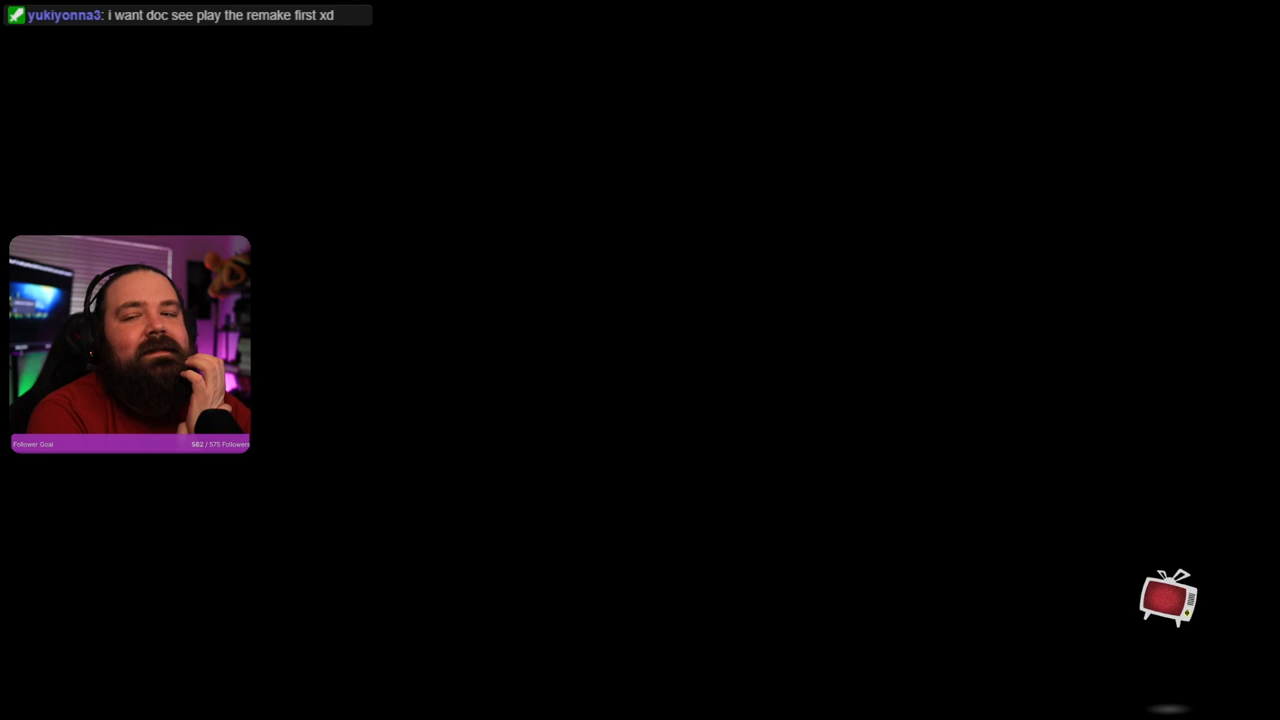 yukiyonna3: i want doc see play the remake first xd
Follower Goal 562 / 575 Followers